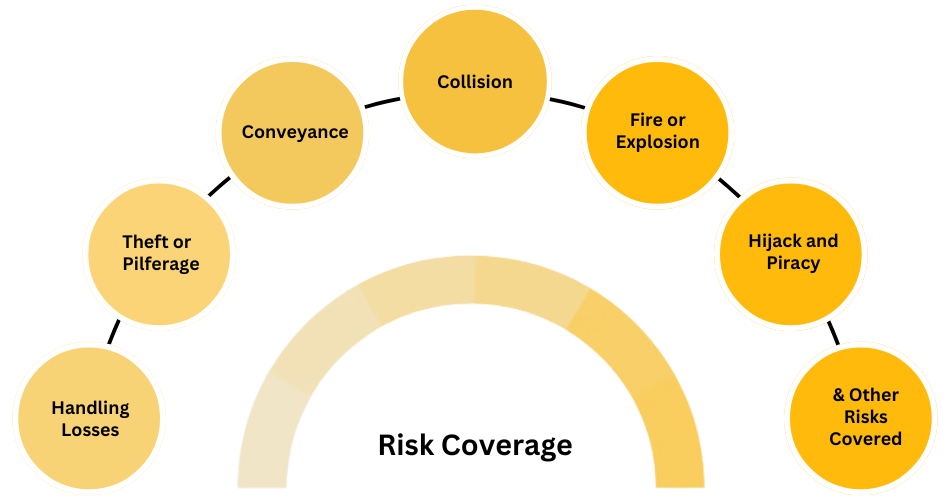 Collision
Conveyance
Fire or
Explosion
Theft or
Pilferage
Hijack and
Piracy
Handling
Losses
& Other
Risks
Covered
Risk Coverage